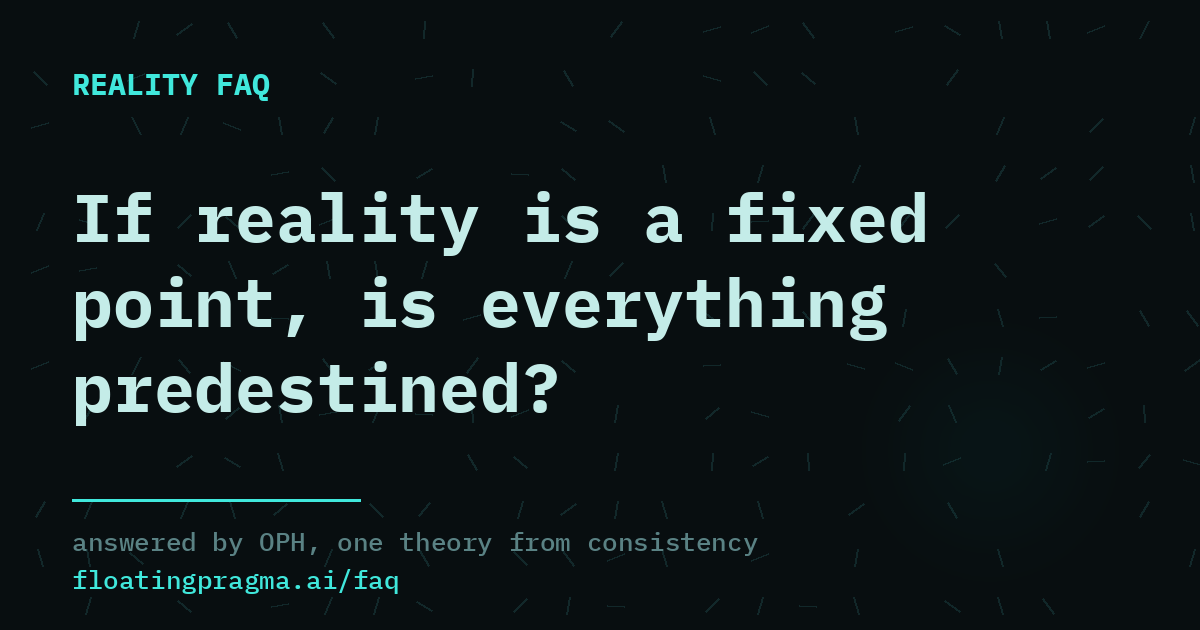 REALITY FAQ
If reality is a fixed
point, is everything
predestined?
answered by OPH, one theory from consistency
floatingpragma.ai/faq